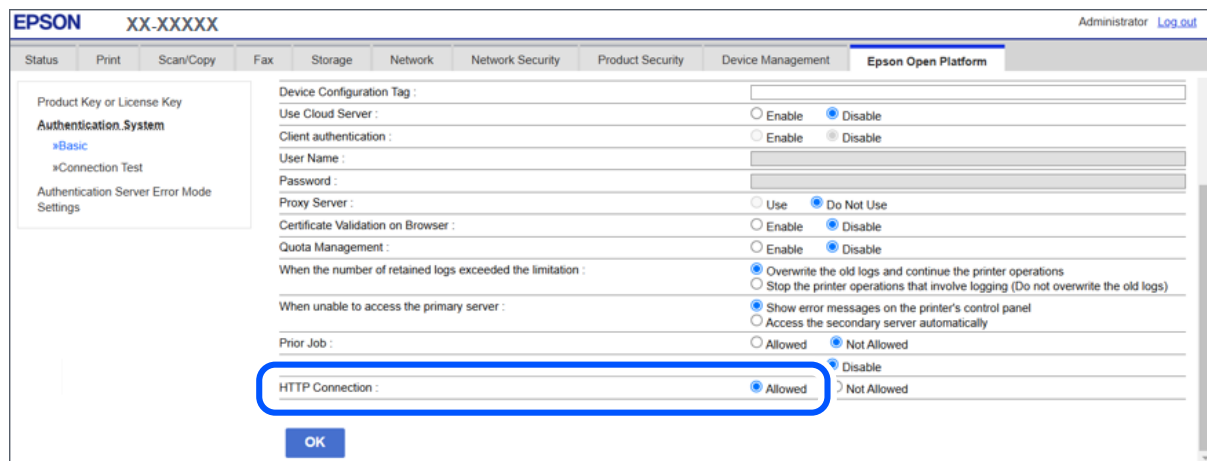 EPSON XX-XXXXX Administrator Log out
Status Print Scan/Copy Fax Storage Network Network Security Product Security Device Management Epson Open Platform
Product Key or License Key
Authentication System
»Basic
»Connection Test
Authentication Server Error Mode
Settings
Device Configuration Tag :
Use Cloud Server : Enable Disable
Client authentication : Enable Disable
User Name :
Password :
Proxy Server : Use Do Not Use
Certificate Validation on Browser : Enable Disable
Quota Management : Enable Disable
When the number of retained logs exceeded the limitation : Overwrite the old logs and continue the printer operations
Stop the printer operations that involve logging (Do not overwrite the old logs)
When unable to access the primary server : Show error messages on the printer's control panel
Access the secondary server automatically
Prior Job : Allowed Not Allowed
Disable
HTTP Connection : Allowed Not Allowed
OK